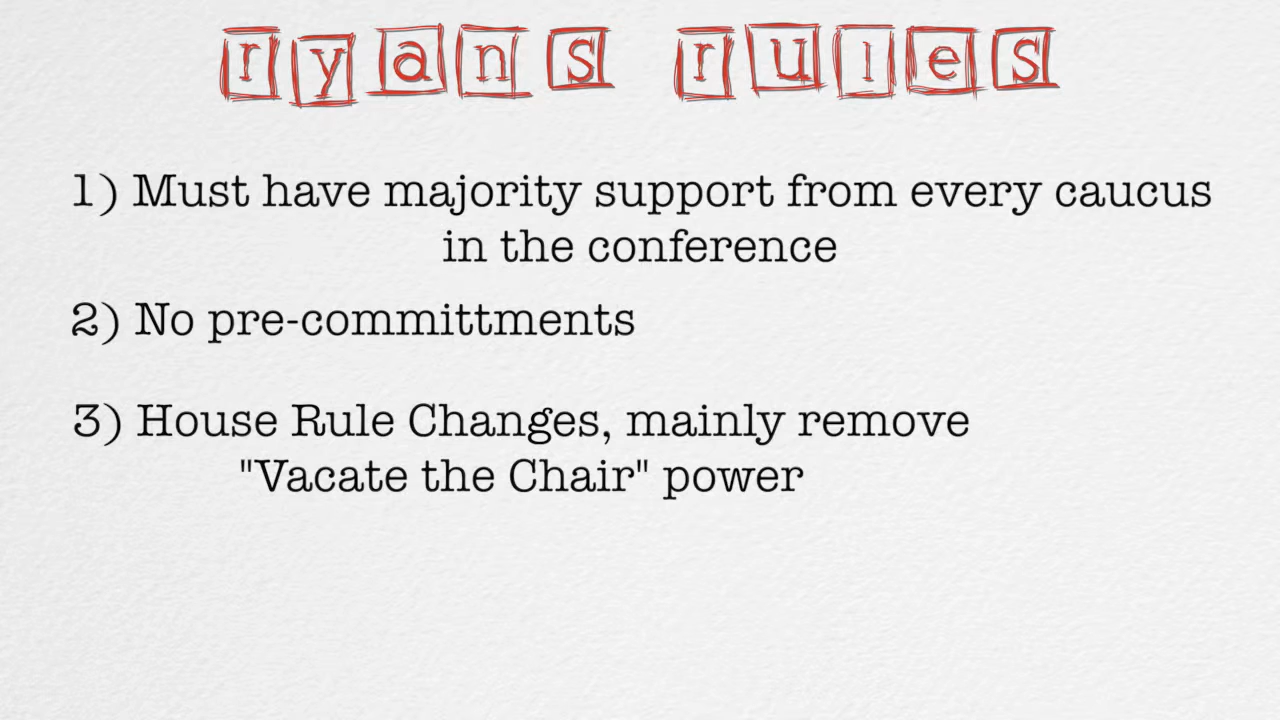 ryans rules
1) Must have majority support from every caucus
in the conference
2) No pre-committments
3) House Rule Changes, mainly remove
"Vacate the Chair" power